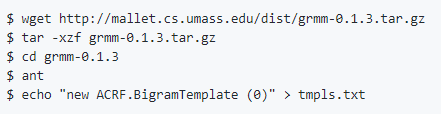 $ wget http://mallet.cs.umass.edu/dist/grmm-0.1.3.tar.gz
$ tar -xzf grmm-0.1.3.tar.gz
$ cd grmm-0.1.3
$ ant
$ echo "new ACRF.BigramTemplate (0)" > tmpls.txt